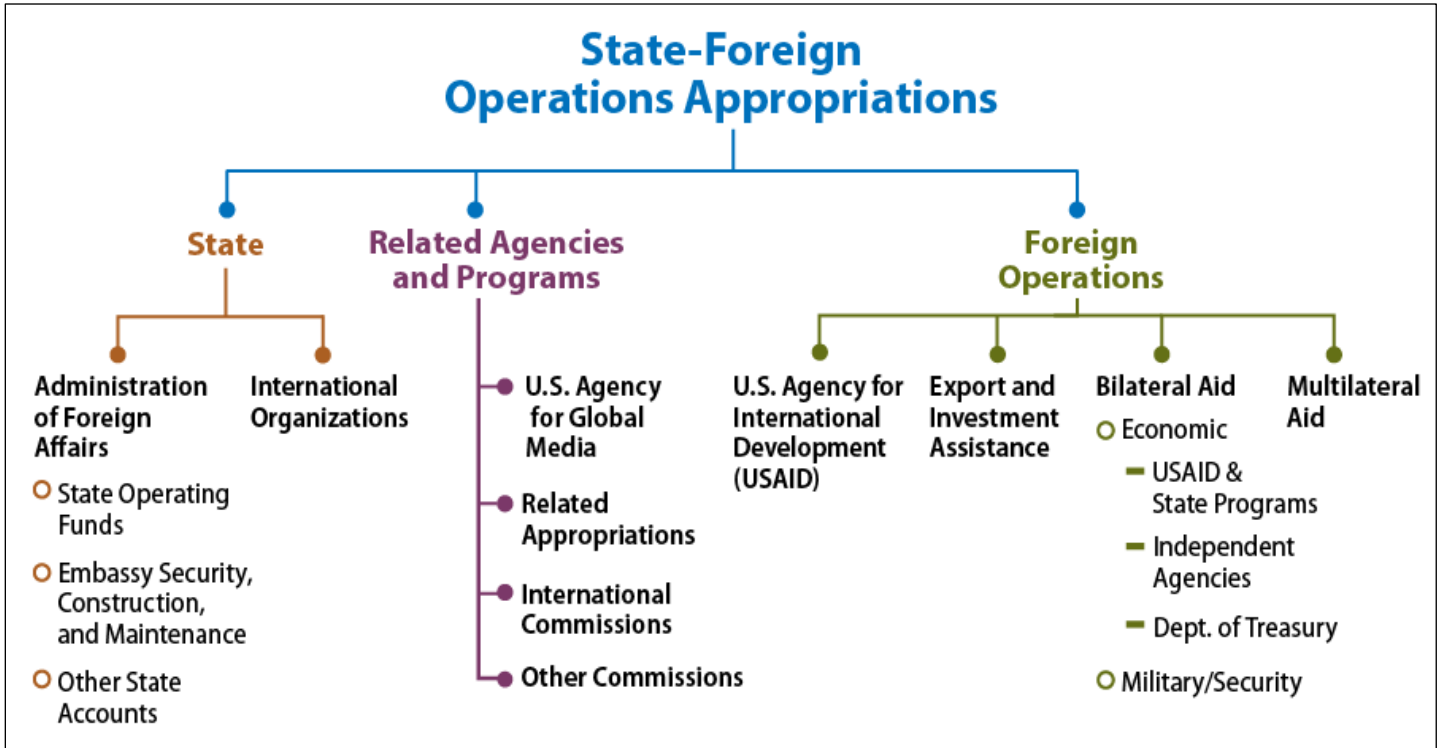 State-Foreign
Operations Appropriations
State
Related Agencies
and Programs
Foreign
Operations
Administration
of Foreign
Affairs
State Operating
Funds
Embassy Security,
Construction,
and Maintenance
Other State
Accounts
International
Organizations
U.S. Agency
for Global
Media
Related
Appropriations
International
Commissions
Other Commissions
U.S. Agency for
International
Development
(USAID)
Export and
Investment
Assistance
Bilateral Aid
Economic
USAID &
State Programs
Independent
Agencies
Dept. of Treasury
Military/Security
Multilateral
Aid